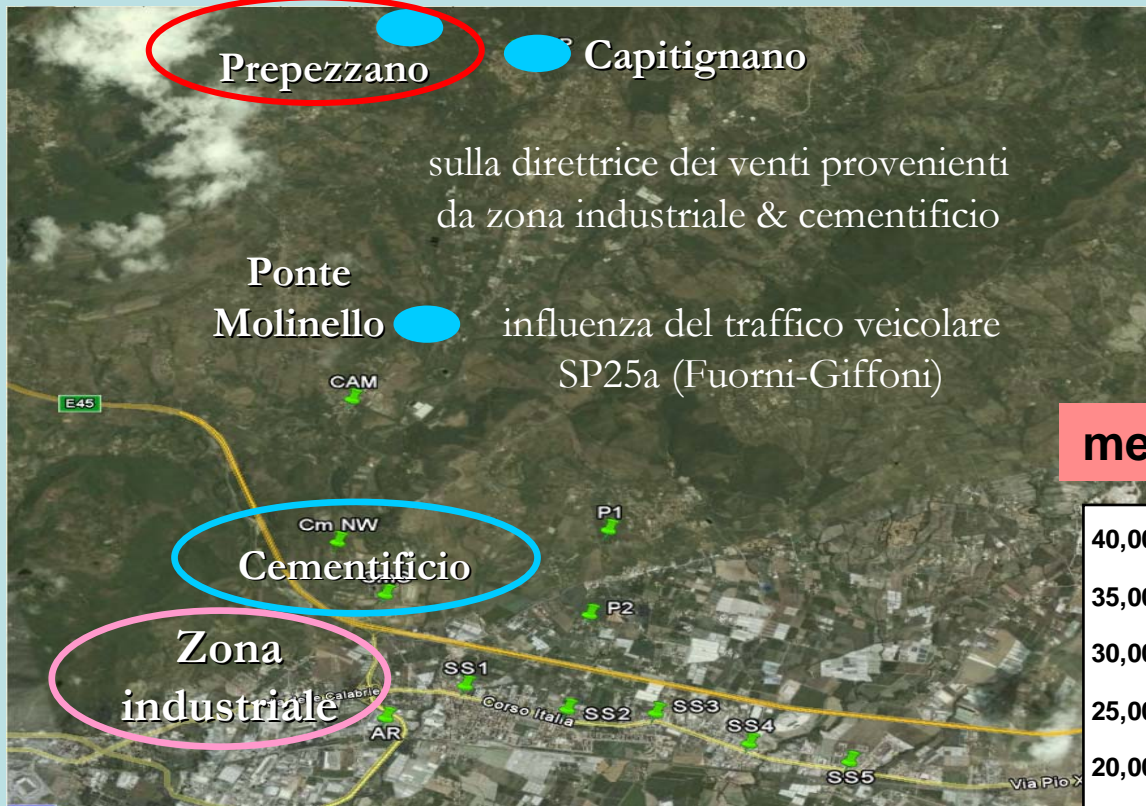 Prepezzano
Capitignano
sulla direttrice dei venti provenienti
da zona industriale & cementificio
Ponte
Molinello
influenza del traffico veicolare
SP25a (Fuorni-Giffoni)
CAM
E45
me
Cm NW
P1
40,00
Cementificio
35,00
P2
Zona
industriale
30,00
SS1
Corso Italia
SS2
SS3
25,00
AR
SS4
SS5
20,00
Via Pio X